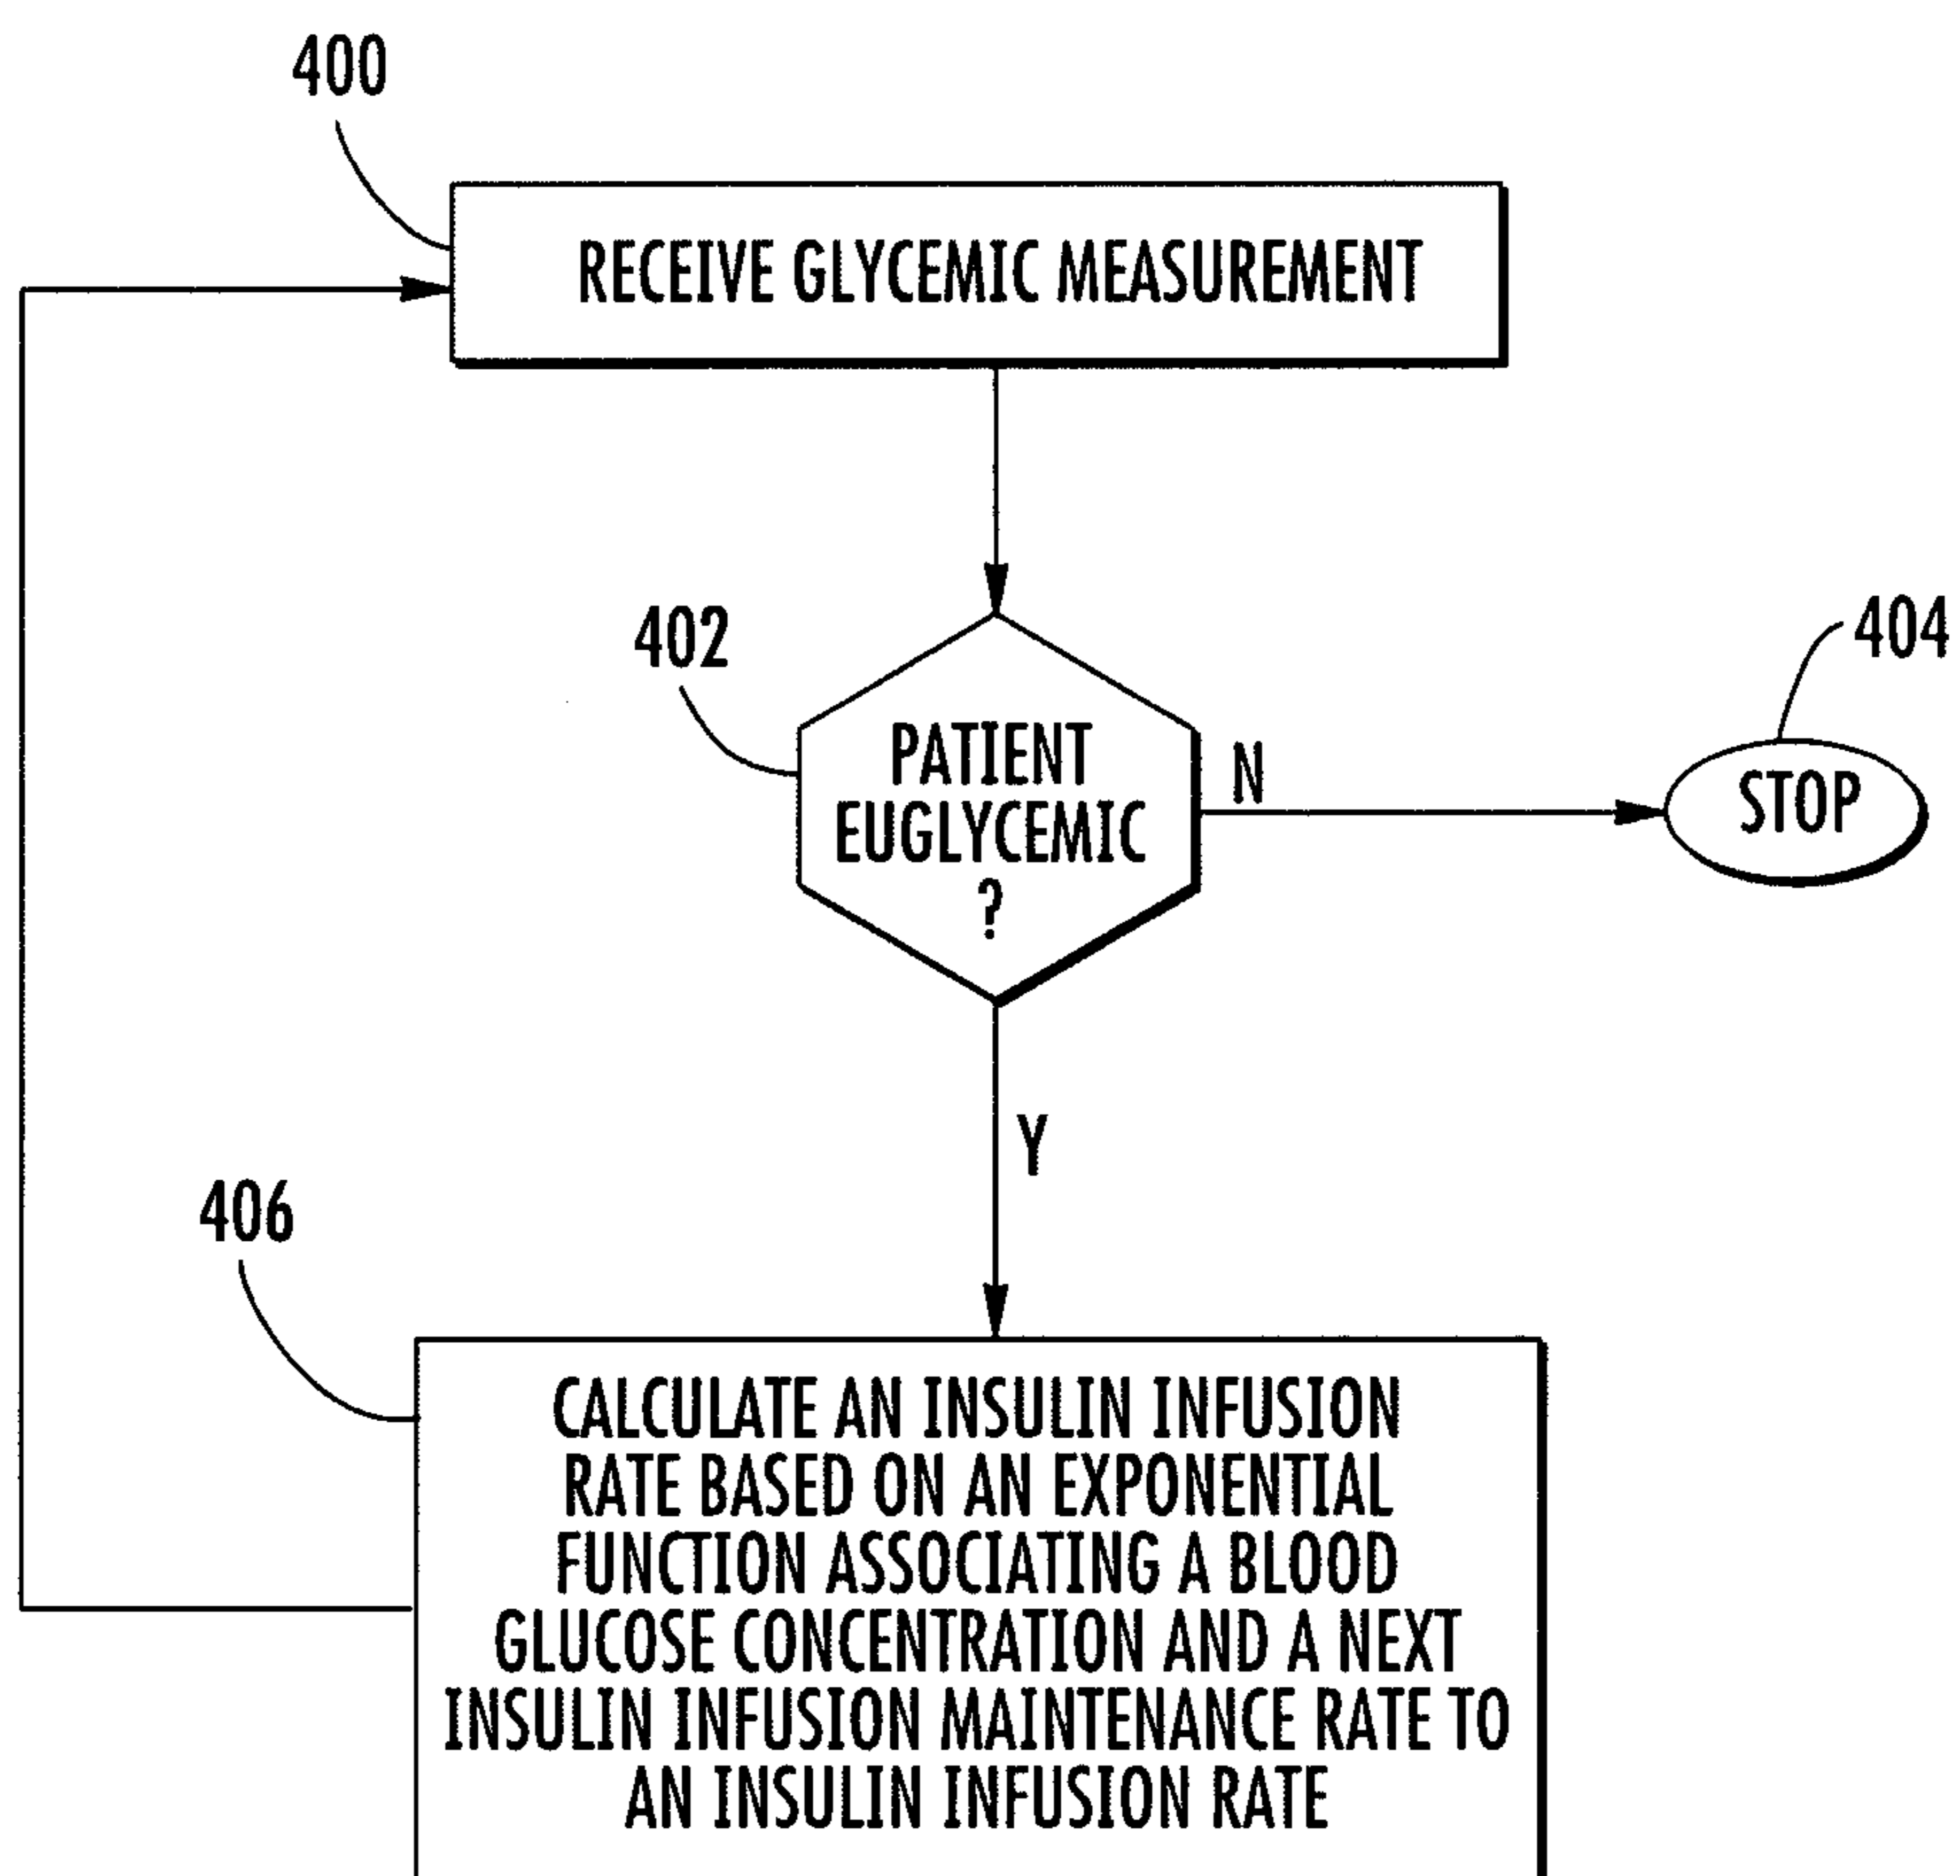 400
RECEIVE GLYCEMIC MEASUREMENT
402
PATIENT
EUGLYCEMIC
?
N
404
STOP
Y
406
CALCULATE AN INSULIN INFUSION
RATE BASED ON AN EXPONENTIAL
FUNCTION ASSOCIATING A BLOOD
GLUCOSE CONCENTRATION AND A NEXT
INSULIN INFUSION MAINTENANCE RATE TO
AN INSULIN INFUSION RATE